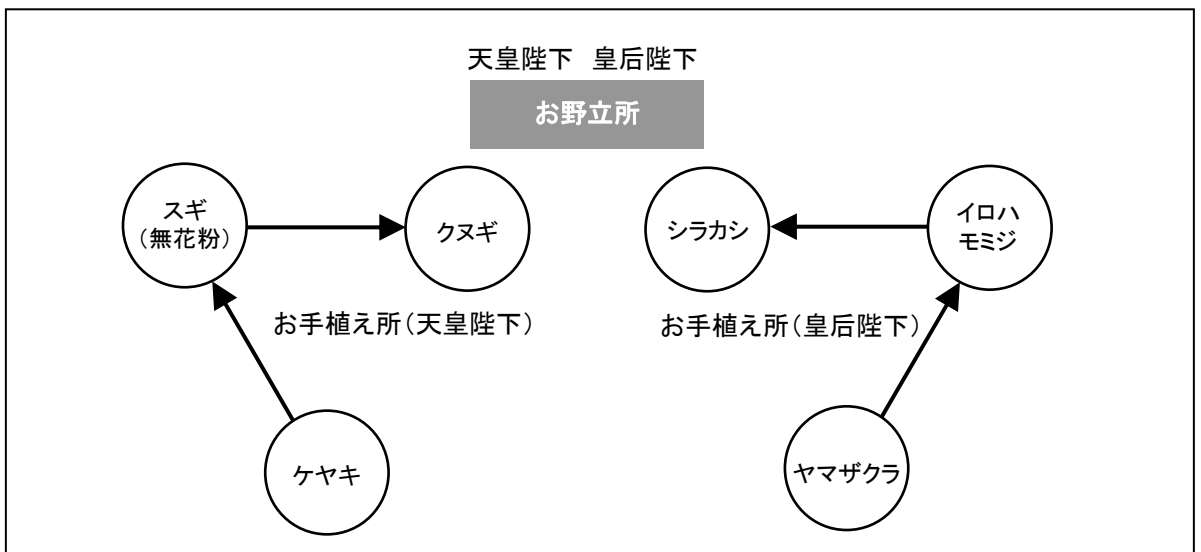 天皇陛下 皇后陛下
お野立所
スギ
(無花粉)
クヌギ
シラカシ
イロハ
モミジ
お手植え所(天皇陛下)
お手植え所(皇后陛下)
ケヤキ
ヤマザクラ